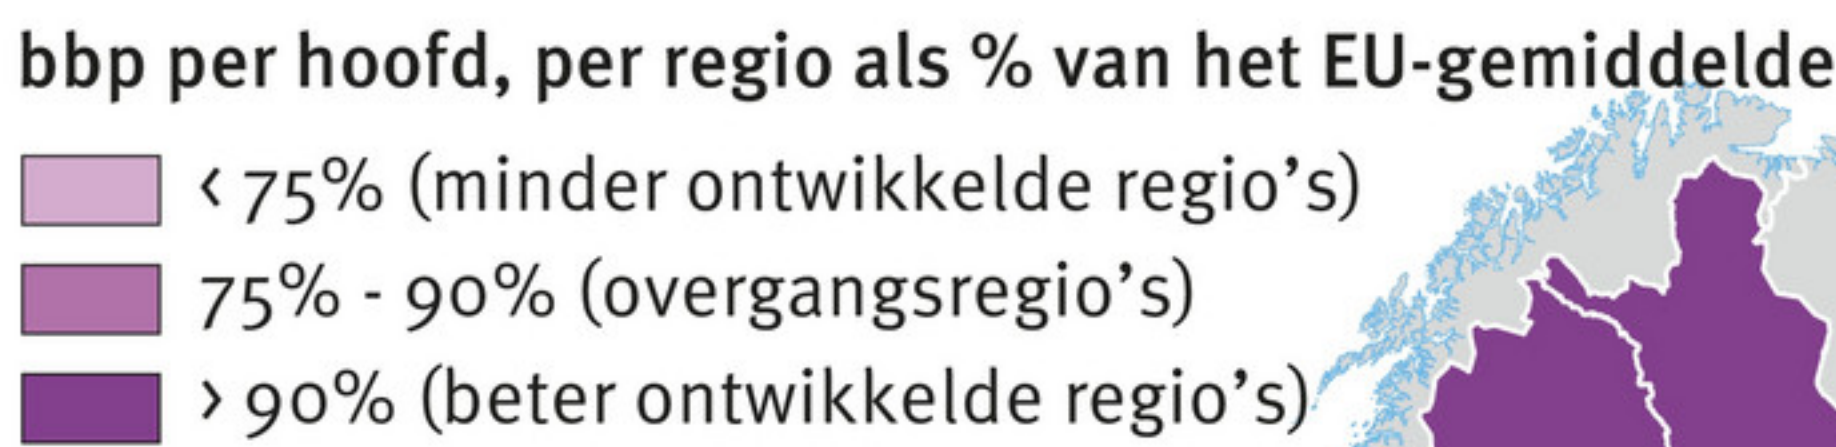 bbp per hoofd, per regio als % van het EU-gemiddelde
< 75% (minder ontwikkelde regio's)
75% - 90% (overgangsregio's)
> 90% (beter ontwikkelde regio's)